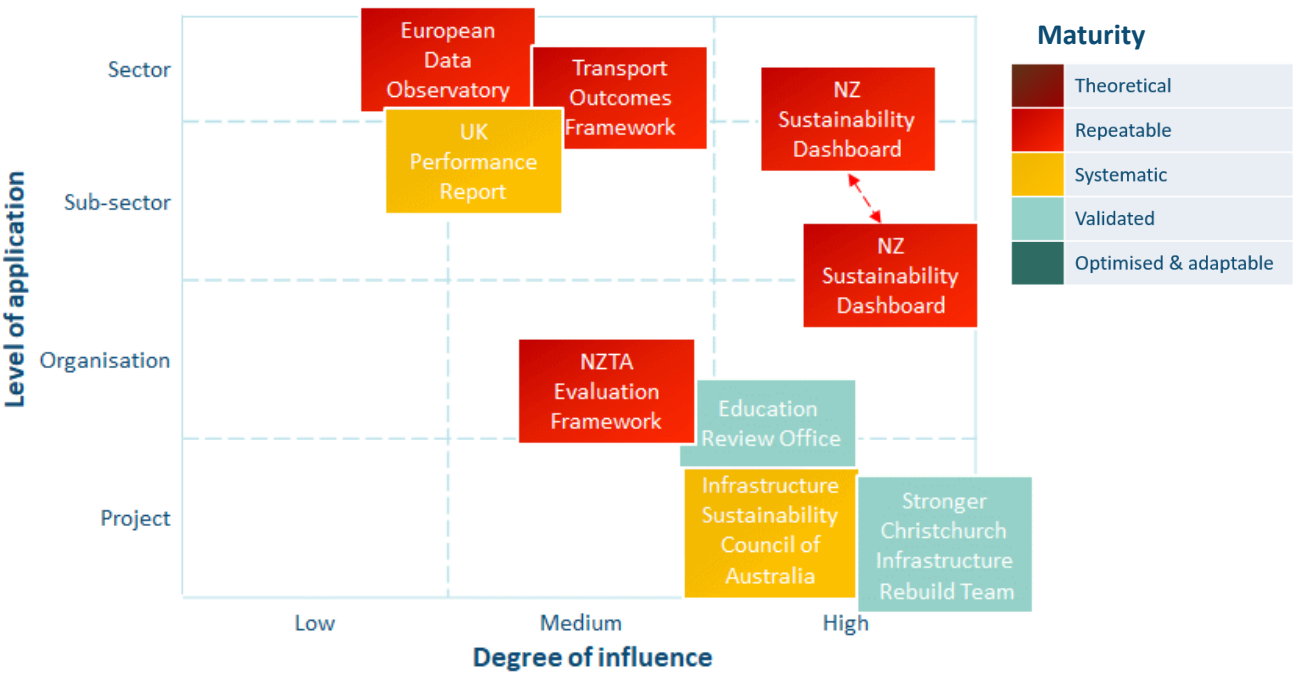 European
Data
Observatory
Transport
Outcomes
Framework
NZ
Sustainability
Dashboard
UK
Performance
Report
NZ
Sustainability
Dashboard
NZTA
Evaluation
Framework
Education
Review Office
Infrastructure
Sustainability
Council of
Australia
Stronger
Christchurch
Infrastructure
Rebuild Team
Level of application
Sector
Sub-sector
Organisation
Project
Low
Medium
High
Degree of influence
Maturity
Theoretical
Repeatable
Systematic
Validated
Optimised & adaptable